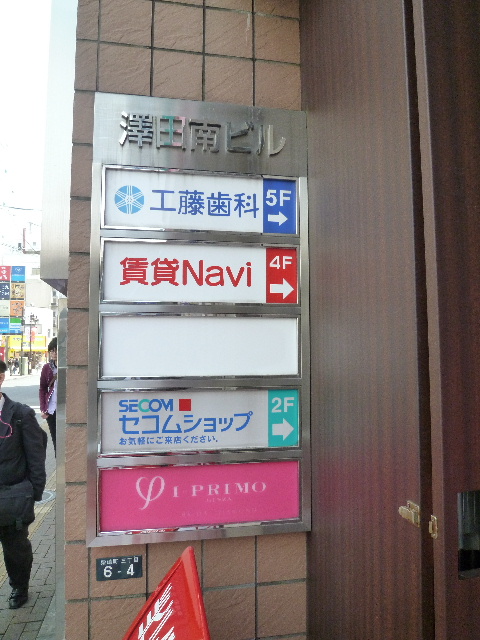 澤田南ビル
工藤歯科
5F
賃貸Navi
4F
SECOM
セコムショップ
お気軽にご来店ください。
2F
I-PRIMO
6-4